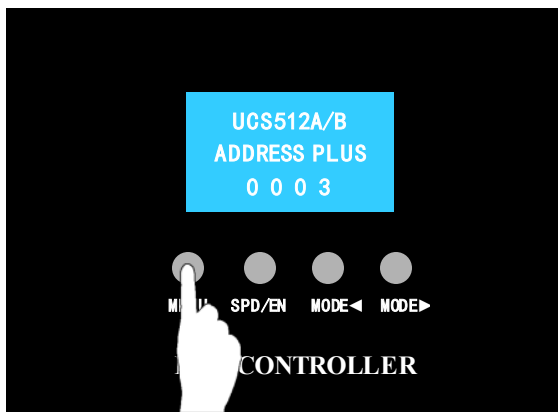 UCS512A/B
ADDRESS PLUS
0 0 0 3
SPD/EN MODE◄ MODE►
CONTROLLER